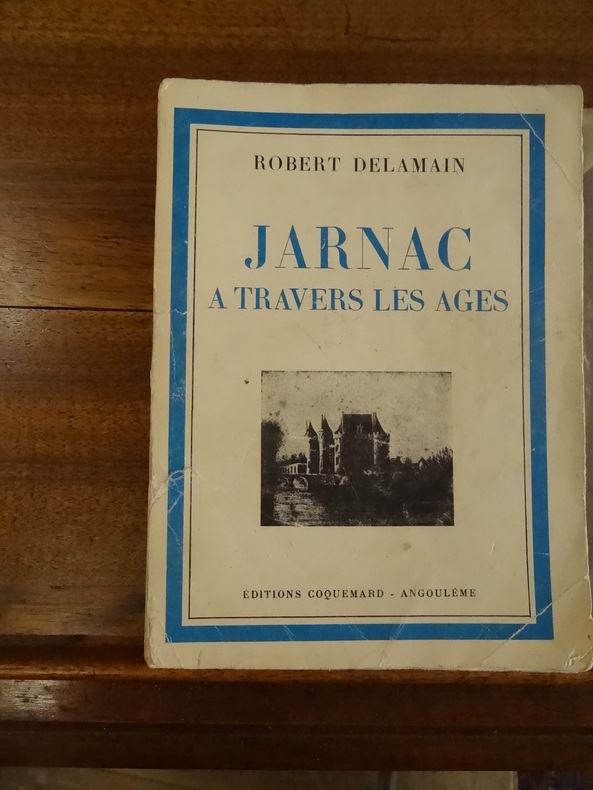 ROBERT DELAMAIN
JARNAC
A TRAVERS LES AGES
ÉDITIONS COQUEMARD - ANGOULÊME